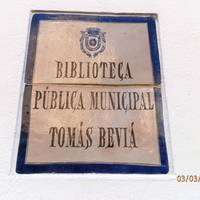 BIBLIOTECA
PÚBLICA MUNICIPAL
TOMÁS BEVIÁ
03/03/